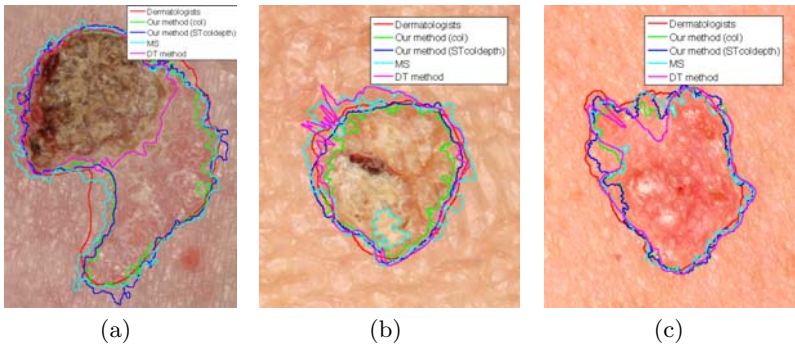 Dermatologists
Our method (col)
Our method (STcoldepth)
MS
DT method
Dermatologists
Our method (col)
Our method (STcoldepth)
MS
DT method
Dermatologists
Our method (col)
Our method (STcoldepth)
MS
DT method
(a)
(b)
(c)